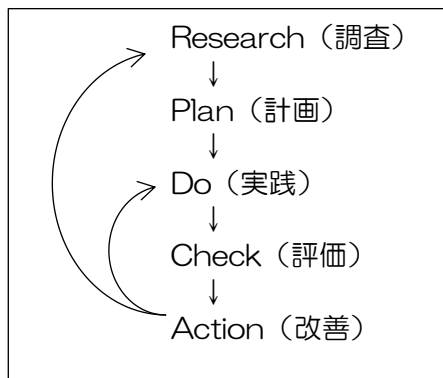 Research（調査）
↓
Plan（計画）
↓
Do（実践）
↓
Check（評価）
↓
Action（改善）